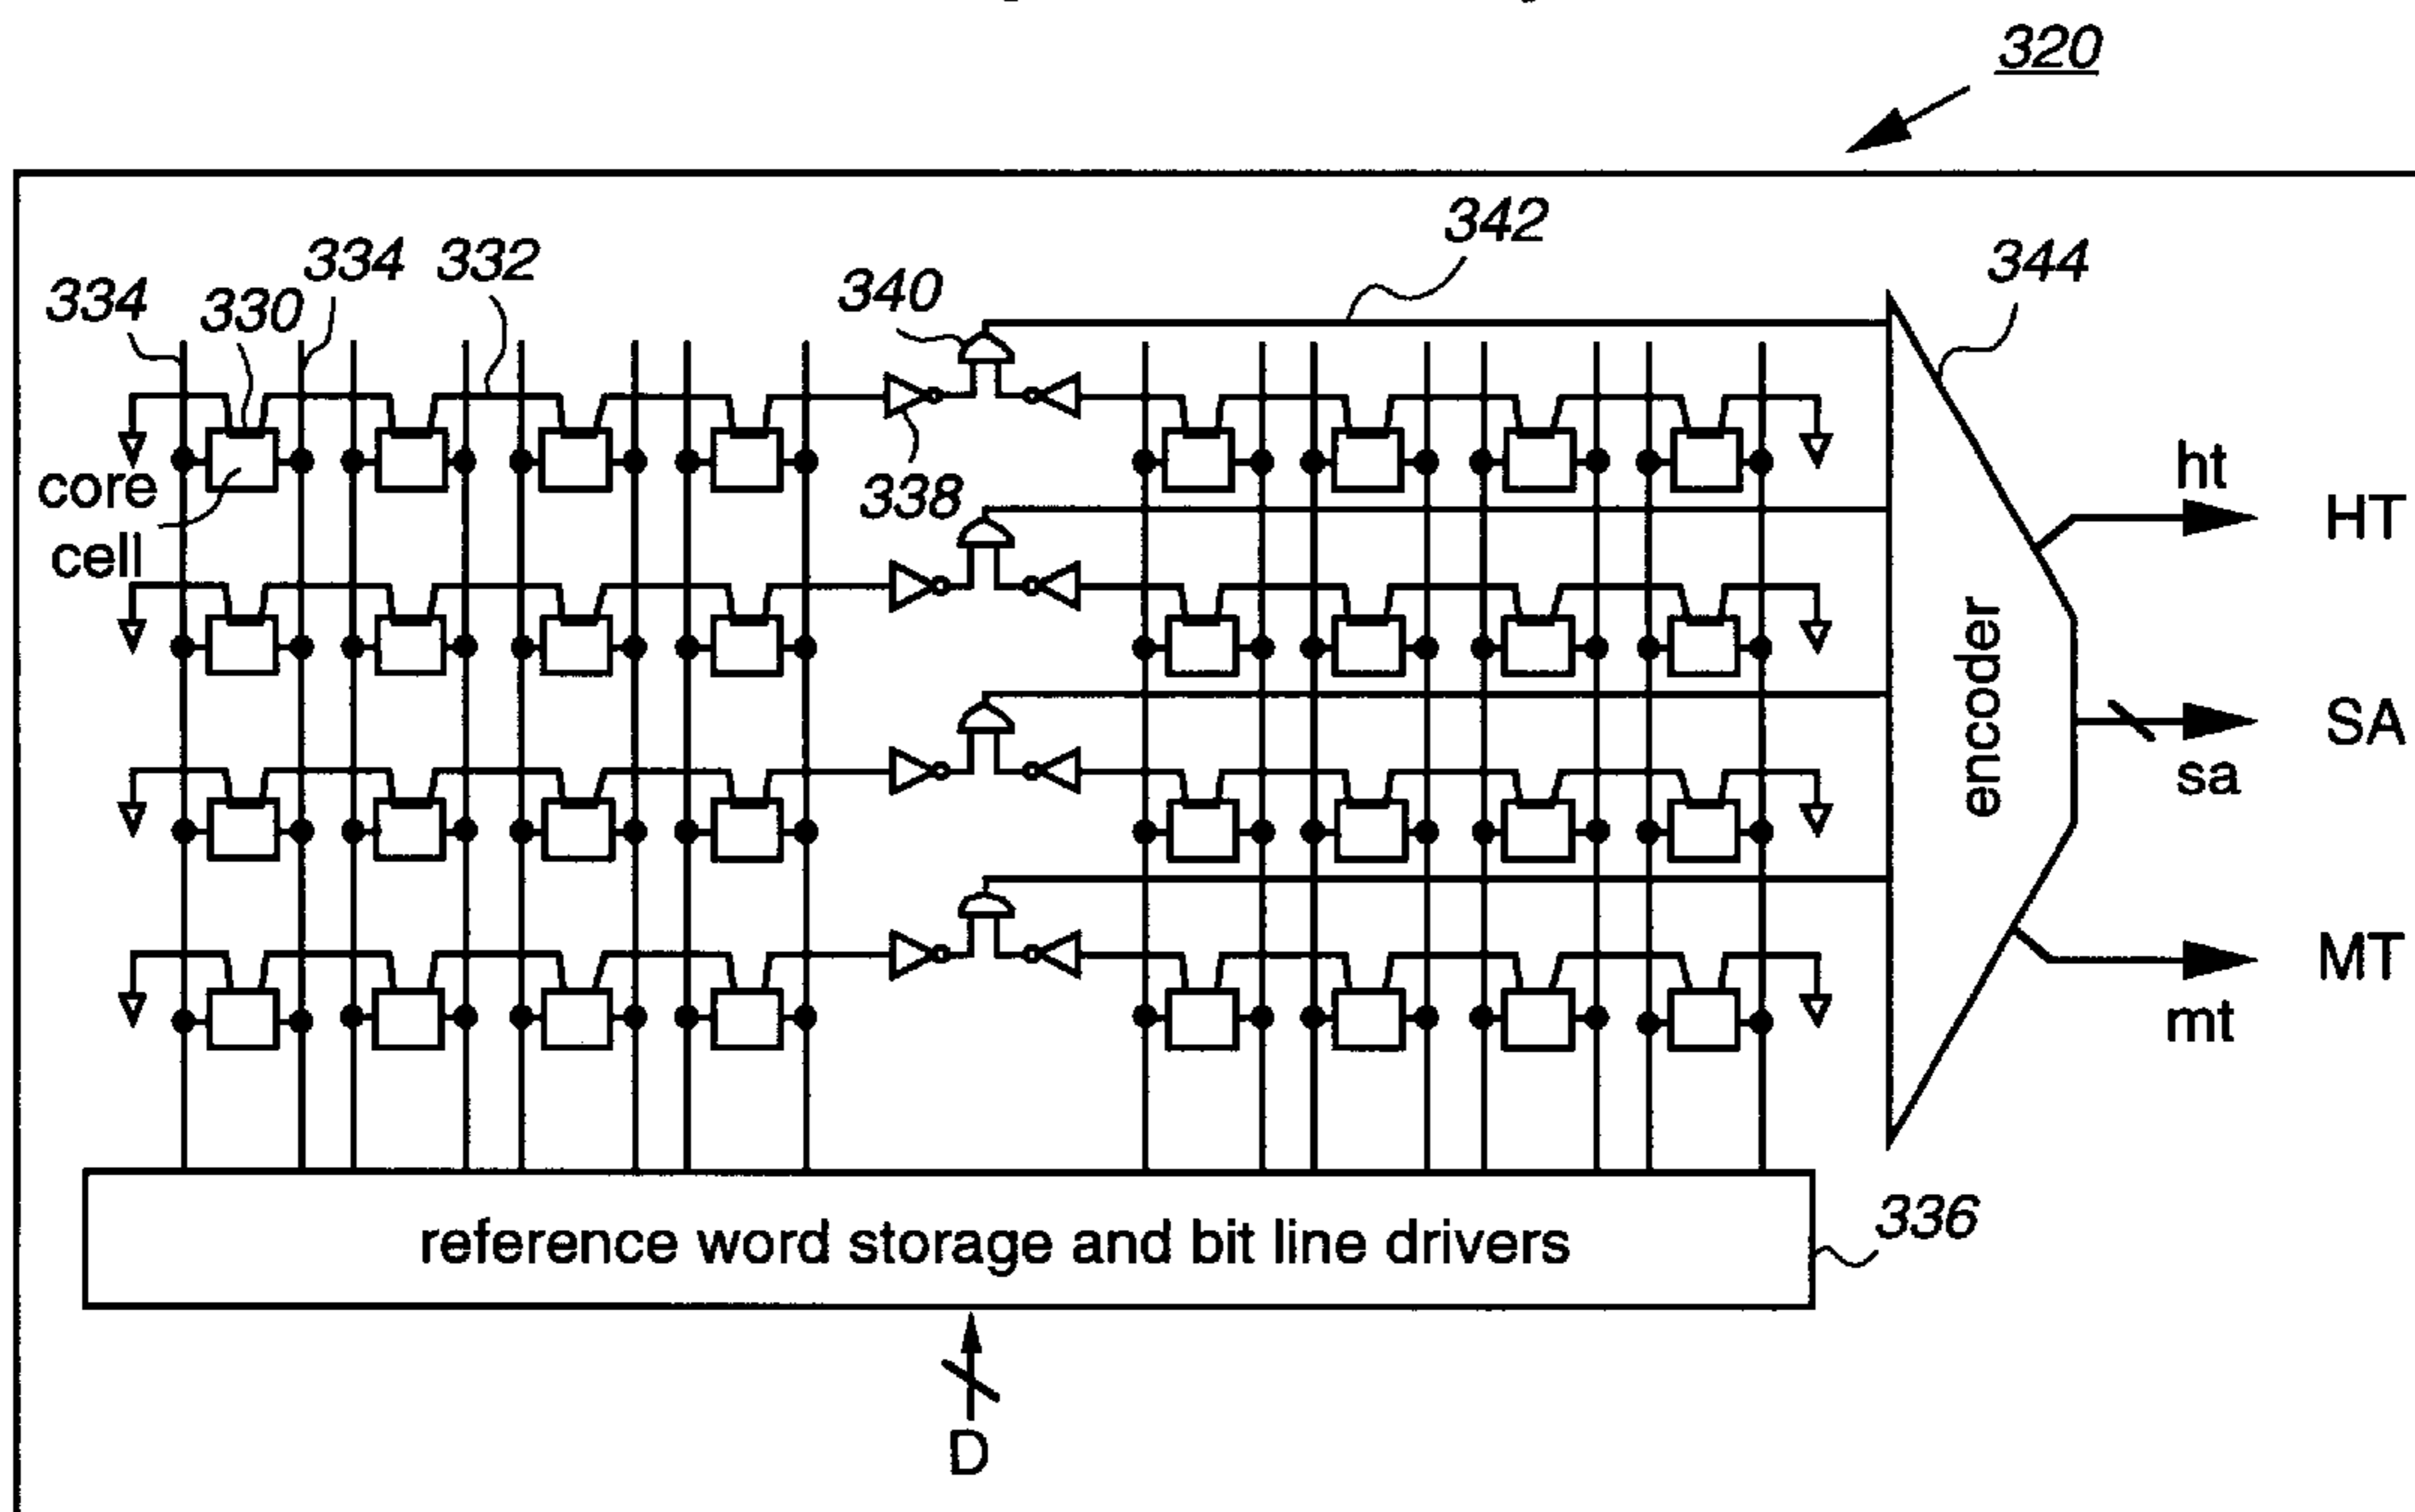 320
342
334
334
332
344
330
340
338
core
cell
ht
HT
encoder
SA
sa
MT
mt
reference word storage and bit line drivers
336
D